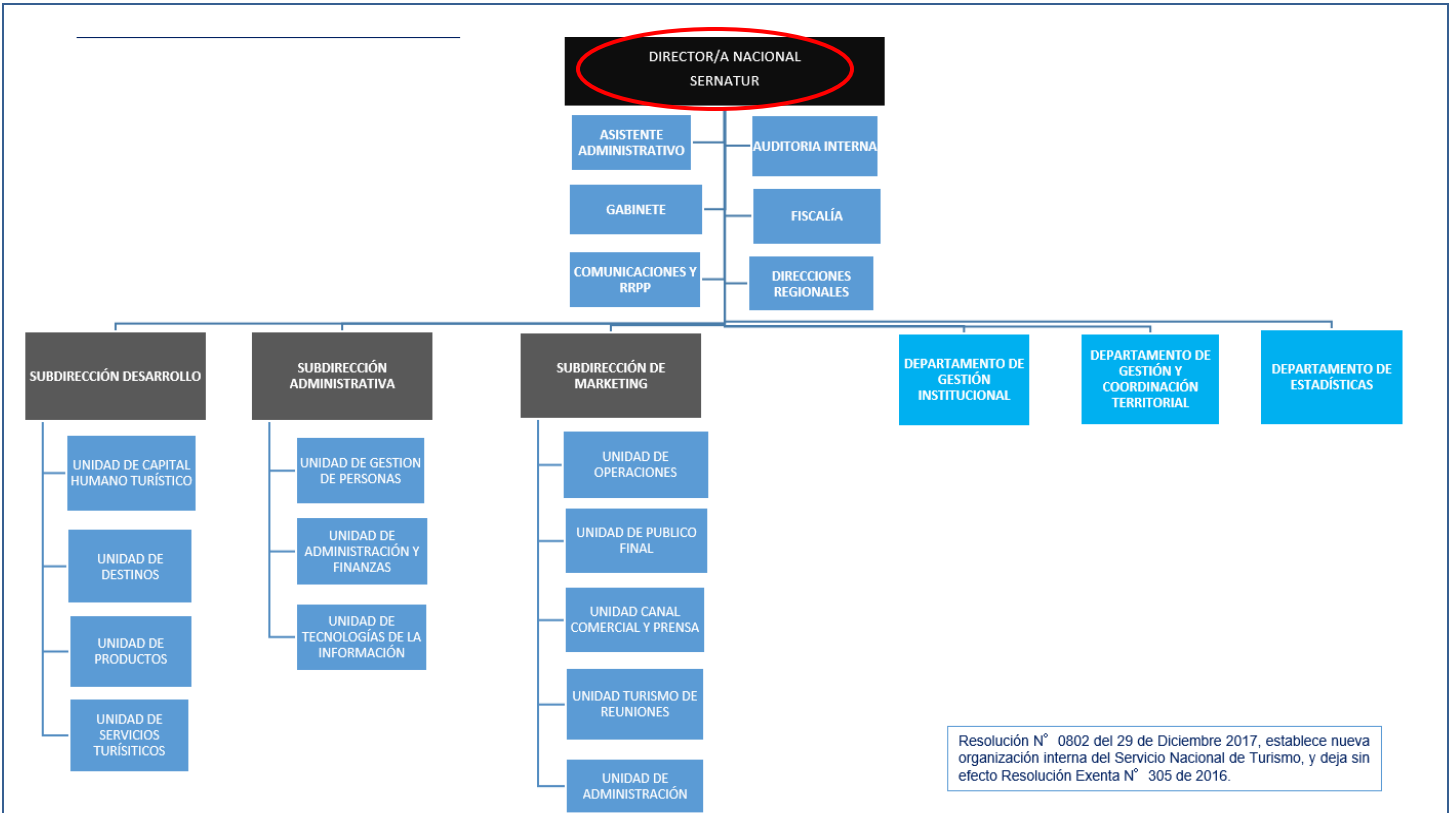 DIRECTOR/A NACIONAL
SERNATUR
ASISTENTE
ADMINISTRATIVO
AUDITORIA INTERNA
GABINETE
FISCALÍA
COMUNICACIONES Y
RRPP
DIRECCIONES
REGIONALES
SUBDIRECCIÓN DESARROLLO
SUBDIRECCIÓN
ADMINISTRATIVA
SUBDIRECCIÓN DE
MARKETING
DEPARTAMENTO DE
GESTIÓN
INSTITUCIONAL
DEPARTAMENTO DE
GESTIÓN Y
COORDINACIÓN
TERRITORIAL
DEPARTAMENTO DE
ESTADÍSTICAS
UNIDAD DE CAPITAL
HUMANO TURÍSTICO
UNIDAD DE
DESTINOS
UNIDAD DE
PRODUCTOS
UNIDAD DE
SERVICIOS
TURÍSITICOS
UNIDAD DE GESTION
DE PERSONAS
UNIDAD DE
ADMINISTRACIÓN Y
FINANZAS
UNIDAD DE
TECNOLOGÍAS DE LA
INFORMACIÓN
UNIDAD DE
OPERACIONES
UNIDAD DE PUBLICO
FINAL
UNIDAD CANAL
COMERCIAL Y PRENSA
UNIDAD TURISMO DE
REUNIONES
UNIDAD DE
ADMINISTRACIÓN
Resolución N° 0802 del 29 de Diciembre 2017, establece nueva
organización interna del Servicio Nacional de Turismo, y deja sin
efecto Resolución Exenta N° 305 de 2016.